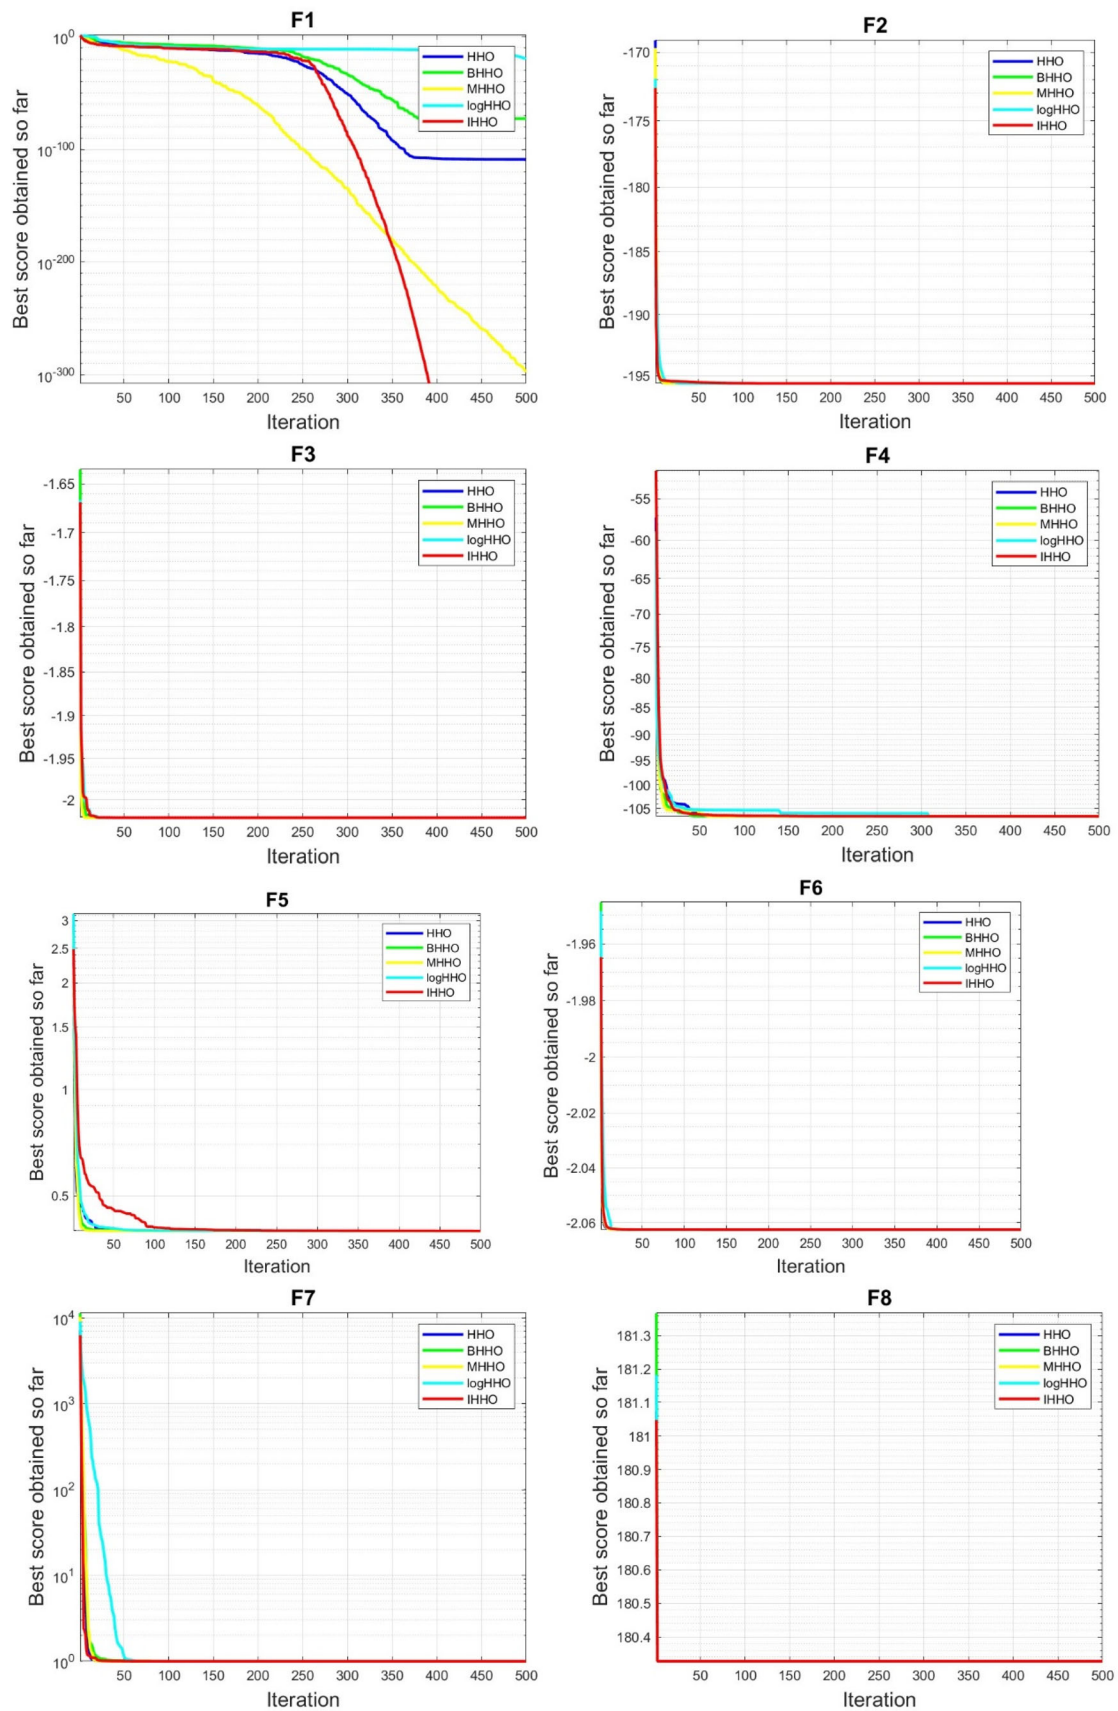 F1
10^0
10^-100
10^-200
10^-300
Best score obtained so far
HHO
BHHO
MHHO
logHHO
IHHO
50 100 150 200 250 300 350 400 450 500
Iteration
F2
-170
-175
-180
-185
-190
-195
Best score obtained so far
HHO
BHHO
MHHO
logHHO
IHHO
50 100 150 200 250 300 350 400 450 500
Iteration
F3
-1.65
-1.7
-1.75
-1.8
-1.85
-1.9
-1.95
-2
Best score obtained so far
HHO
BHHO
MHHO
logHHO
IHHO
50 100 150 200 250 300 350 400 450 500
Iteration
F4
-55
-60
-65
-70
-75
-80
-85
-90
-95
-100
-105
Best score obtained so far
HHO
BHHO
MHHO
logHHO
IHHO
50 100 150 200 250 300 350 400 450 500
Iteration
F5
3
2.5
2
1.5
1
0.5
Best score obtained so far
HHO
BHHO
MHHO
logHHO
IHHO
50 100 150 200 250 300 350 400 450 500
Iteration
F6
-1.96
-1.98
-2
-2.02
-2.04
-2.06
Best score obtained so far
HHO
BHHO
MHHO
logHHO
IHHO
50 100 150 200 250 300 350 400 450 500
Iteration
F7
10^4
10^3
10^2
10^1
10^0
Best score obtained so far
HHO
BHHO
MHHO
logHHO
IHHO
50 100 150 200 250 300 350 400 450 500
Iteration
F8
181.3
181.2
181.1
181
180.9
180.8
180.7
180.6
180.5
180.4
Best score obtained so far
HHO
BHHO
MHHO
logHHO
IHHO
50 100 150 200 250 300 350 400 450 500
Iteration